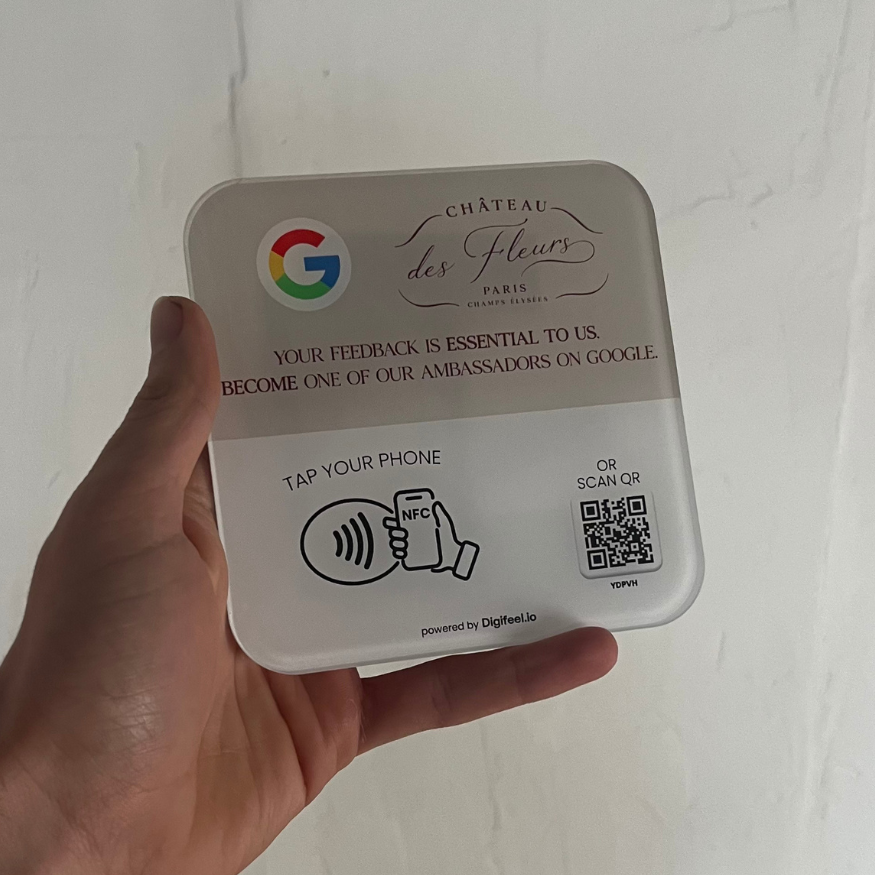 CHÂTEAU
des Fleurs
PARIS
CHAMPS ÉLYSÉES
YOUR FEEDBACK IS ESSENTIAL TO US.
BECOME ONE OF OUR AMBASSADORS ON GOOGLE.
TAP YOUR PHONE
NFC
OR
SCAN QR
YDPVH
powered by Digifeel.io